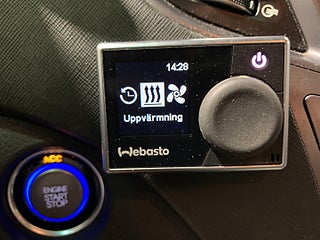 14:28
Uppvärmning
Webasto
ACC
ENGINE
START
STOP